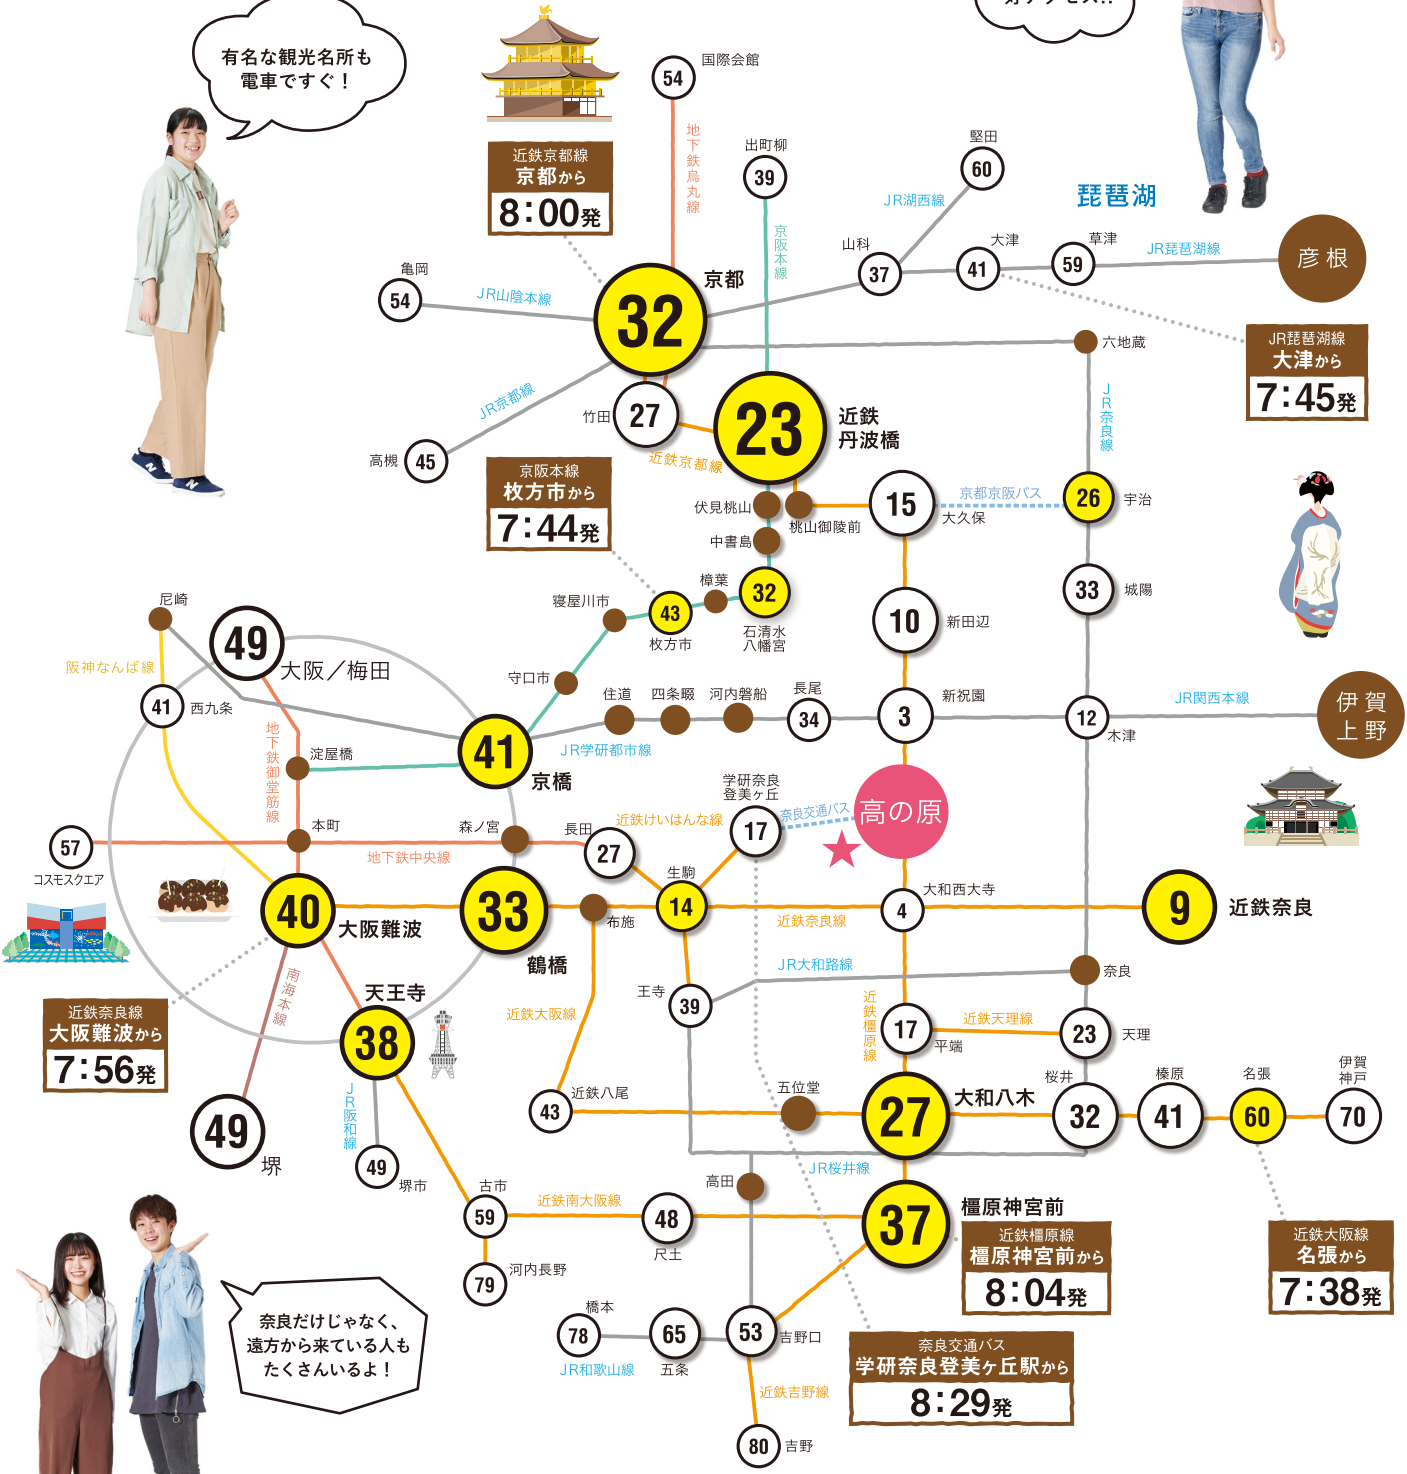 有名な観光名所も
電車ですぐ！
近鉄京都線
京都から
8:00発
54
国際会館
地下鉄烏丸線
出町柳
39
京阪本線
堅田
60
JR湖西線
琵琶湖
山科
37
大津
41
草津
59
JR琵琶湖線
彦根
JR琵琶湖線
大津から
7:45発
亀岡
54
JR山陰本線
京都
32
六地蔵
JR奈良線
JR京都線
高槻
45
竹田
27
近鉄京都線
23
近鉄
丹波橋
京阪本線
枚方市から
7:44発
伏見桃山
桃山御陵前
中書島
15
大久保
京都京阪バス
26
宇治
樟葉
32
石清水
八幡宮
43
枚方市
寝屋川市
守口市
10
新田辺
33
城陽
尼崎
49
大阪／梅田
阪神なんば線
41
西九条
地下鉄御堂筋線
淀屋橋
41
京橋
JR学研都市線
住道
四条畷
河内磐船
長尾
34
新祝園
3
12
木津
JR関西本線
伊賀
上野
学研奈良
登美ヶ丘
17
奈良交通バス
高の原
本町
森ノ宮
長田
27
近鉄けいはんな線
57
コスモスクエア
地下鉄中央線
40
大阪難波
33
鶴橋
布施
生駒
14
近鉄奈良線
大和西大寺
4
9
近鉄奈良
近鉄奈良線
大阪難波から
7:56発
南海本線
天王寺
38
近鉄大阪線
王寺
39
JR大和路線
奈良
近鉄橿原線
17
平端
近鉄天理線
23
天理
49
堺
JR阪和線
49
堺市
43
近鉄八尾
五位堂
27
大和八木
桜井
32
榛原
41
名張
60
伊賀
神戸
70
JR桜井線
高田
古市
59
近鉄南大阪線
48
尺土
37
橿原神宮前
近鉄橿原線
橿原神宮前から
8:04発
近鉄大阪線
名張から
7:38発
79
河内長野
橋本
78
JR和歌山線
65
五条
53
吉野口
近鉄吉野線
80
吉野
奈良交通バス
学研奈良登美ヶ丘駅から
8:29発
奈良だけじゃなく、
遠方から来ている人も
たくさんいるよ！